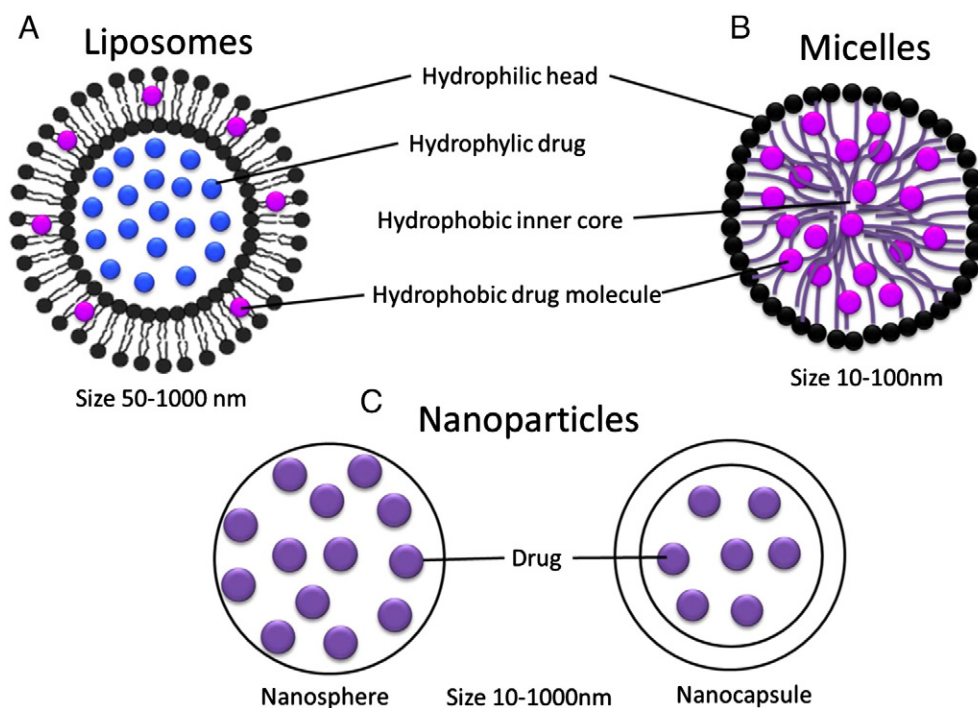 A
Liposomes
B
Micelles
Hydrophilic head
Hydrophylic drug
Hydrophobic inner core
Hydrophobic drug molecule
Size 50-1000 nm
Size 10-100nm
C
Nanoparticles
Drug
Nanosphere
Size 10-1000nm
Nanocapsule